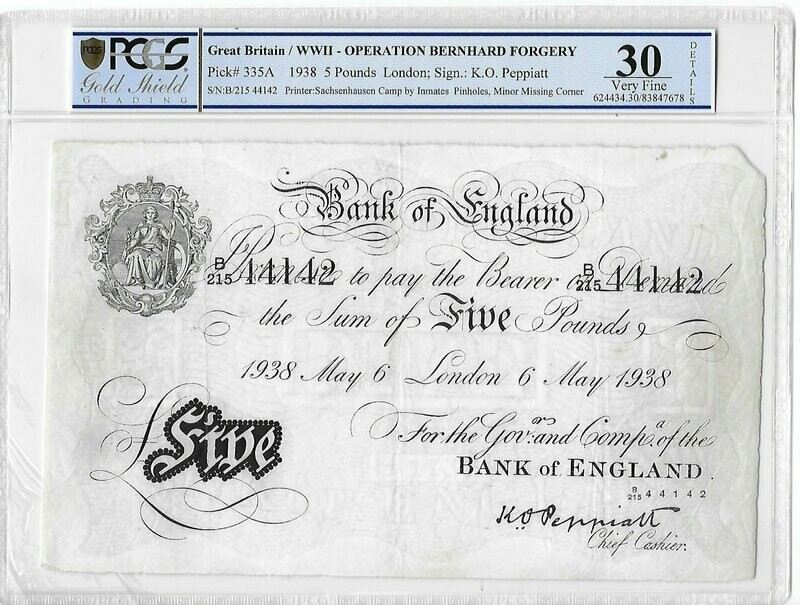 PCGS
Gold Shield
GRADING
Great Britain / WWII - OPERATION BERNHARD FORGERY
Pick# 335A 1938 5 Pounds London; Sign.: K.O. Peppiatt
S/N:B/215 44142 Printer:Sachsenhausen Camp by Inmates Pinholes, Minor Missing Corner
30
Very Fine
624434.30/83847678
DETAILS
Bank of England
B
215 44142
B
215 44142
Promise to pay the Bearer on Demand
the Sum of Five Pounds
1938 May 6 London 6 May 1938
For the Govr. and Compa. of the
BANK of ENGLAND
£Five
B
215 44142
K.O. Peppiatt
Chief Cashier.